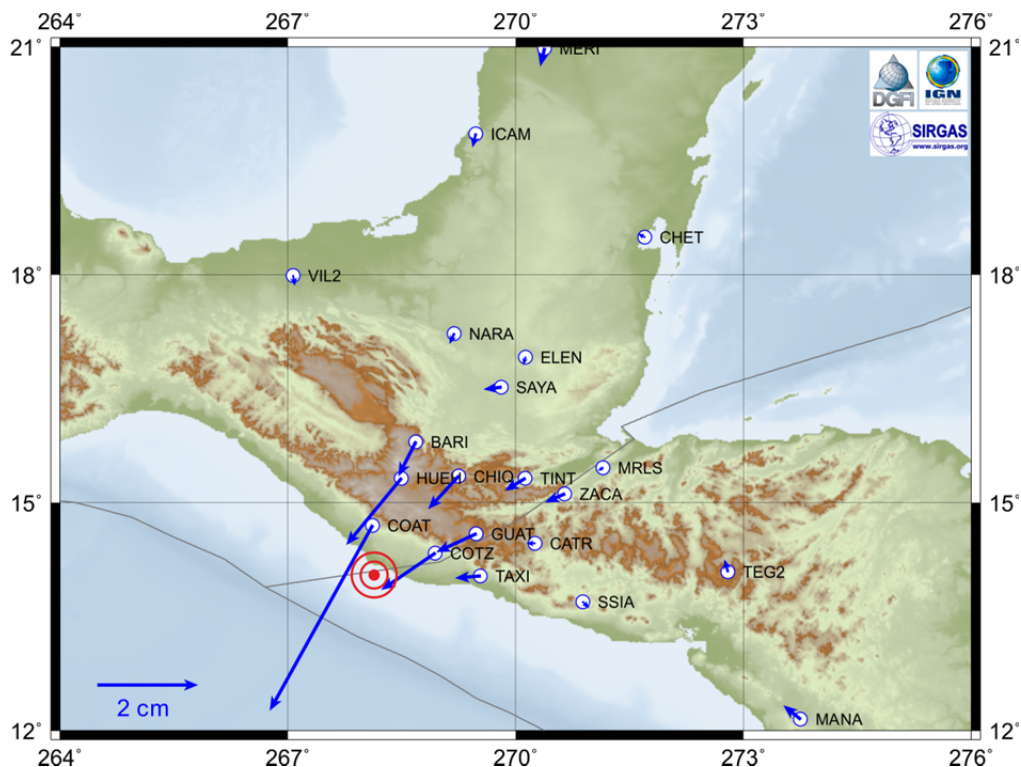 264° 267° 270° 273° 276°
21° 21°
MERI
DGFI
IGN
SIRGAS
www.sirgas.org
ICAM
CHET
18° VIL2 18°
NARA
ELEN
SAYA
BARI
HUEH CHIQ TINT MRLS
15° ZACA 15°
COAT
GUAT
COTZ CATR
TAXI TEG2
SSIA
2 cm
MANA
12° 12°
264° 267° 270° 273° 276°